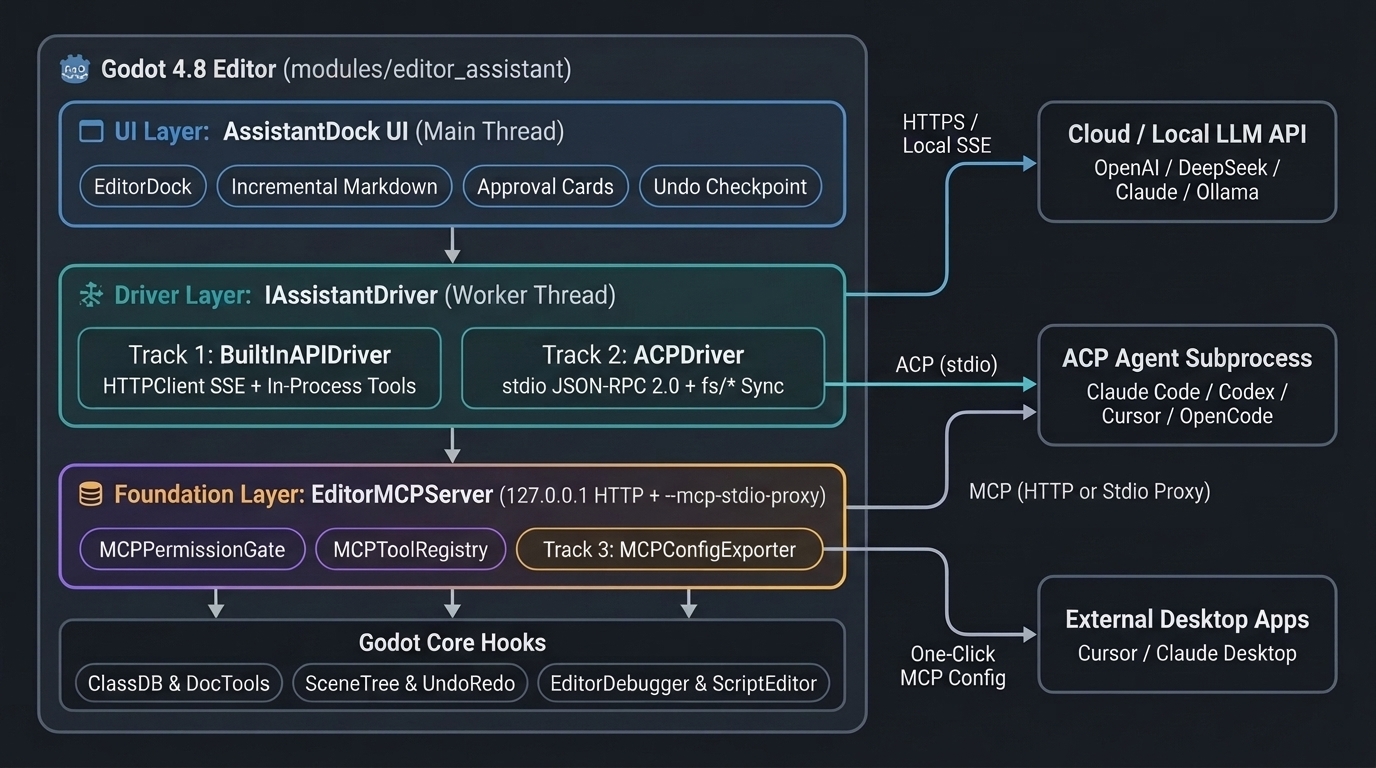 Godot 4.8 Editor (modules/editor_assistant)
UI Layer: AssistantDock UI (Main Thread)
EditorDock
Incremental Markdown
Approval Cards
Undo Checkpoint
Driver Layer: IAssistantDriver (Worker Thread)
Track 1: BuiltInAPIDriver
HTTPClient SSE + In-Process Tools
Track 2: ACPDriver
stdio JSON-RPC 2.0 + fs/* Sync
Foundation Layer: EditorMCPServer (127.0.0.1 HTTP + --mcp-stdio-proxy)
MCPPermissionGate
MCPToolRegistry
Track 3: MCPConfigExporter
Godot Core Hooks
ClassDB & DocTools
SceneTree & UndoRedo
EditorDebugger & ScriptEditor
HTTPS /
Local SSE
Cloud / Local LLM API
OpenAI / DeepSeek /
Claude / Ollama
ACP (stdio)
ACP Agent Subprocess
Claude Code / Codex /
Cursor / OpenCode
MCP (HTTP or Stdio Proxy)
External Desktop Apps
Cursor / Claude Desktop
One-Click
MCP Config